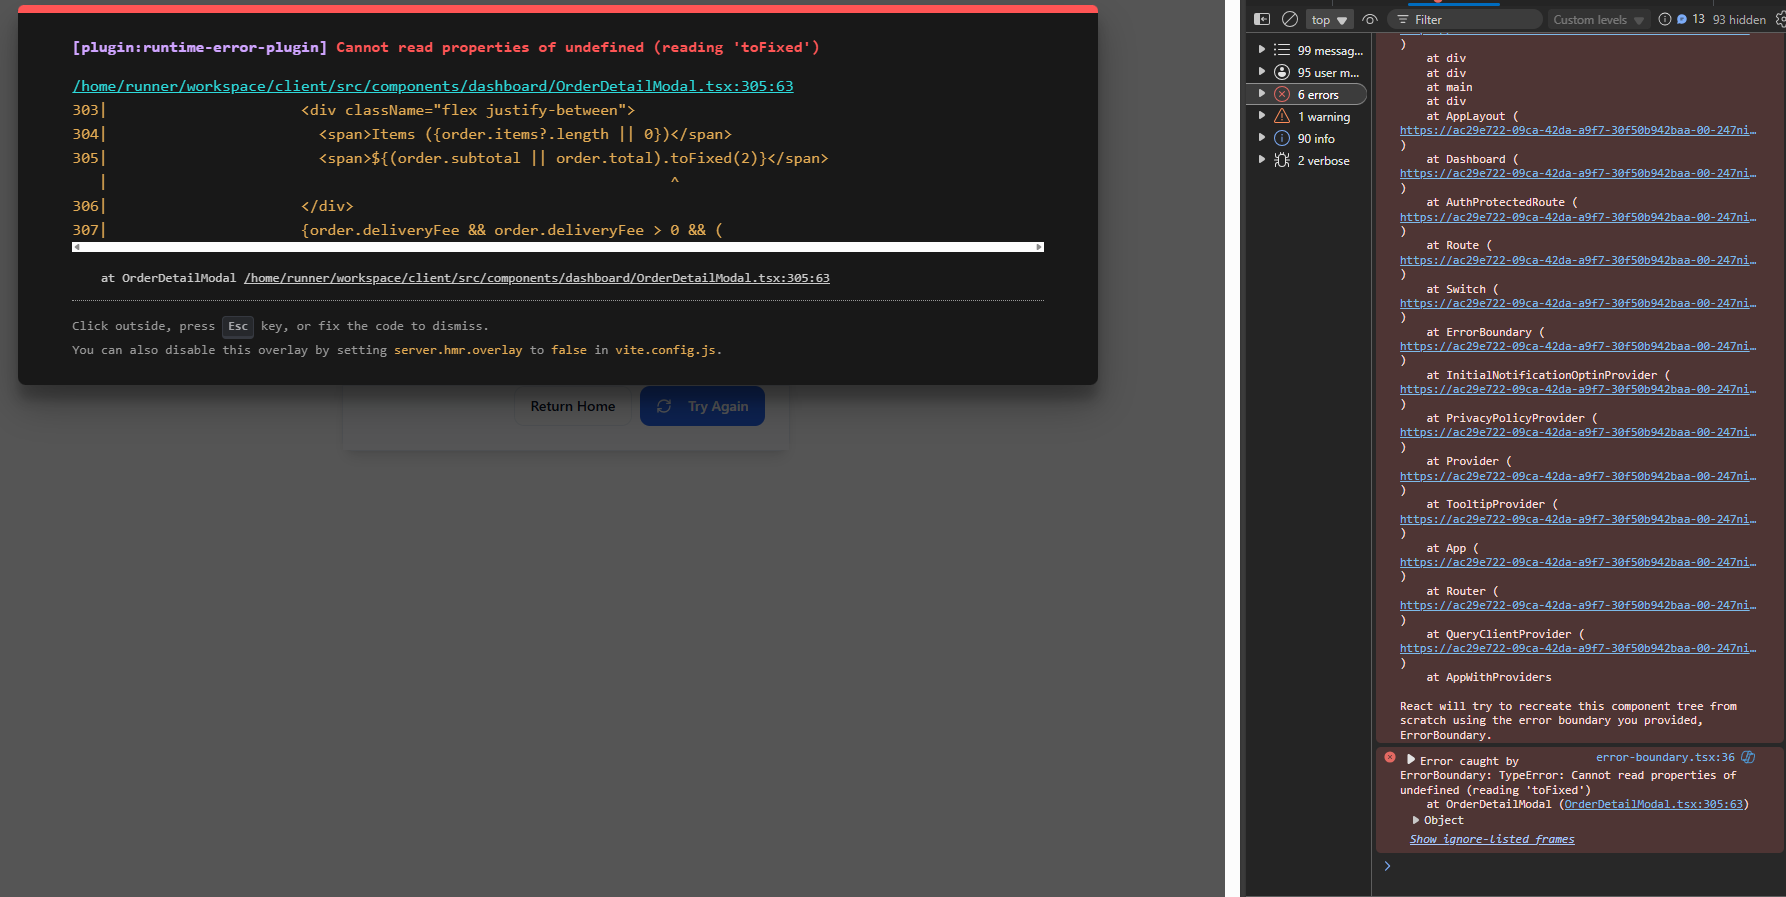 [plugin:runtime-error-plugin] Cannot read properties of undefined (reading 'toFixed')
/home/runner/workspace/client/src/components/dashboard/OrderDetailModal.tsx:305:63
303|                      <div className="flex justify-between">
304|                        <span>Items ({order.items?.length || 0})</span>
305|                        <span>${(order.subtotal || order.total).toFixed(2)}</span>
   |                                                               ^
306|                      </div>
307|                      {order.deliveryFee && order.deliveryFee > 0 && (
at OrderDetailModal /home/runner/workspace/client/src/components/dashboard/OrderDetailModal.tsx:305:63
Click outside, press Esc key, or fix the code to dismiss.
You can also disable this overlay by setting server.hmr.overlay to false in vite.config.js.
Return Home
Try Again
top
Filter
Custom levels
13
93 hidden
99 messag...
95 user m...
6 errors
1 warning
90 info
2 verbose
)
at div
at div
at main
at div
at AppLayout (
https://ac29e722-09ca-42da-a9f7-30f50b942baa-00-247ni…
)
at Dashboard (
https://ac29e722-09ca-42da-a9f7-30f50b942baa-00-247ni…
)
at AuthProtectedRoute (
https://ac29e722-09ca-42da-a9f7-30f50b942baa-00-247ni…
)
at Route (
https://ac29e722-09ca-42da-a9f7-30f50b942baa-00-247ni…
)
at Switch (
https://ac29e722-09ca-42da-a9f7-30f50b942baa-00-247ni…
)
at ErrorBoundary (
https://ac29e722-09ca-42da-a9f7-30f50b942baa-00-247ni…
)
at InitialNotificationOptinProvider (
https://ac29e722-09ca-42da-a9f7-30f50b942baa-00-247ni…
)
at PrivacyPolicyProvider (
https://ac29e722-09ca-42da-a9f7-30f50b942baa-00-247ni…
)
at Provider (
https://ac29e722-09ca-42da-a9f7-30f50b942baa-00-247ni…
)
at TooltipProvider (
https://ac29e722-09ca-42da-a9f7-30f50b942baa-00-247ni…
)
at App (
https://ac29e722-09ca-42da-a9f7-30f50b942baa-00-247ni…
)
at Router (
https://ac29e722-09ca-42da-a9f7-30f50b942baa-00-247ni…
)
at QueryClientProvider (
https://ac29e722-09ca-42da-a9f7-30f50b942baa-00-247ni…
)
at AppWithProviders
React will try to recreate this component tree from
scratch using the error boundary you provided,
ErrorBoundary.
Error caught by error-boundary.tsx:36
ErrorBoundary: TypeError: Cannot read properties of
undefined (reading 'toFixed')
at OrderDetailModal (OrderDetailModal.tsx:305:63)
Object
Show ignore-listed frames